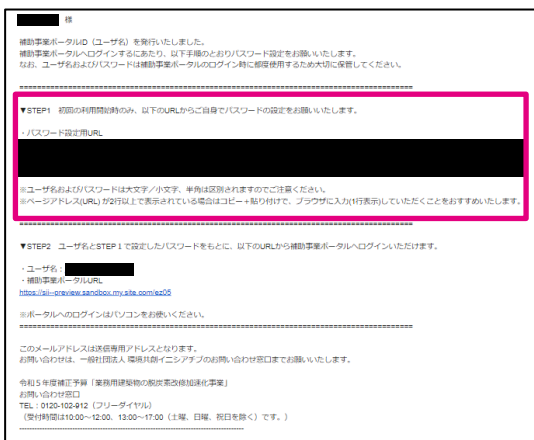 様
補助事業ポータルID（ユーザ名）を発行いたしました。
補助事業ポータルへログインするにあたり、以下手順のとおりパスワード設定をお願いいたします。
なお、ユーザ名およびパスワードは補助事業ポータルのログイン時に都度使用するため大切に保管してください。
==========================================================================================
▼STEP1　初回の利用開始時のみ、以下のURLからご自身でパスワードの設定をお願いいたします。
・パスワード設定用URL
※ユーザ名およびパスワードは大文字／小文字、半角は区別されますのでご注意ください。
※ページアドレス(URL) が2行以上で表示されている場合はコピー＋貼り付けで、ブラウザに入力(1行表示)していただくことをおすすめいたします。
==========================================================================================
▼STEP2　ユーザ名とSTEP１で設定したパスワードをもとに、以下のURLから補助事業ポータルへログインいただけます。
・ユーザ名：
・補助事業ポータルURL
https://sii--preview.sandbox.my.site.com/ez05
※ポータルへのログインはパソコンをお使いください。
==========================================================================================
このメールアドレスは送信専用アドレスとなります。
お問い合わせは、一般社団法人 環境共創イニシアチブのお問い合わせ窓口までお願いいたします。
令和５年度補正予算「業務用建築物の脱炭素改修加速化事業」
お問い合わせ窓口
TEL：0120-102-912（フリーダイヤル）
（受付時間は10:00～12:00、13:00～17:00（土曜、日曜、祝日を除く）です。）
--------------------------------------------------------------------------------